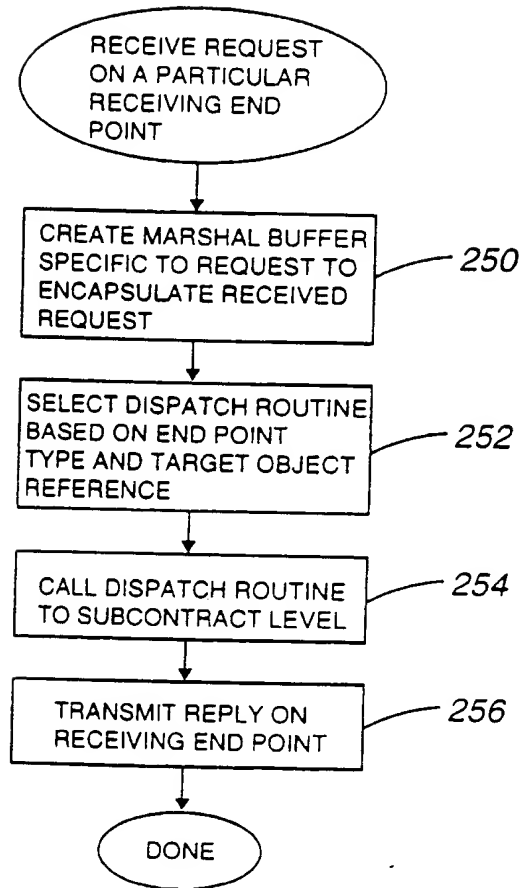 RECEIVE REQUEST
ON A PARTICULAR
RECEIVING END
POINT
CREATE MARSHAL BUFFER
SPECIFIC TO REQUEST TO
ENCAPSULATE RECEIVED
REQUEST
250
SELECT DISPATCH ROUTINE
BASED ON END POINT
TYPE AND TARGET OBJECT
REFERENCE
252
CALL DISPATCH ROUTINE
TO SUBCONTRACT LEVEL
254
TRANSMIT REPLY ON
RECEIVING END POINT
256
DONE